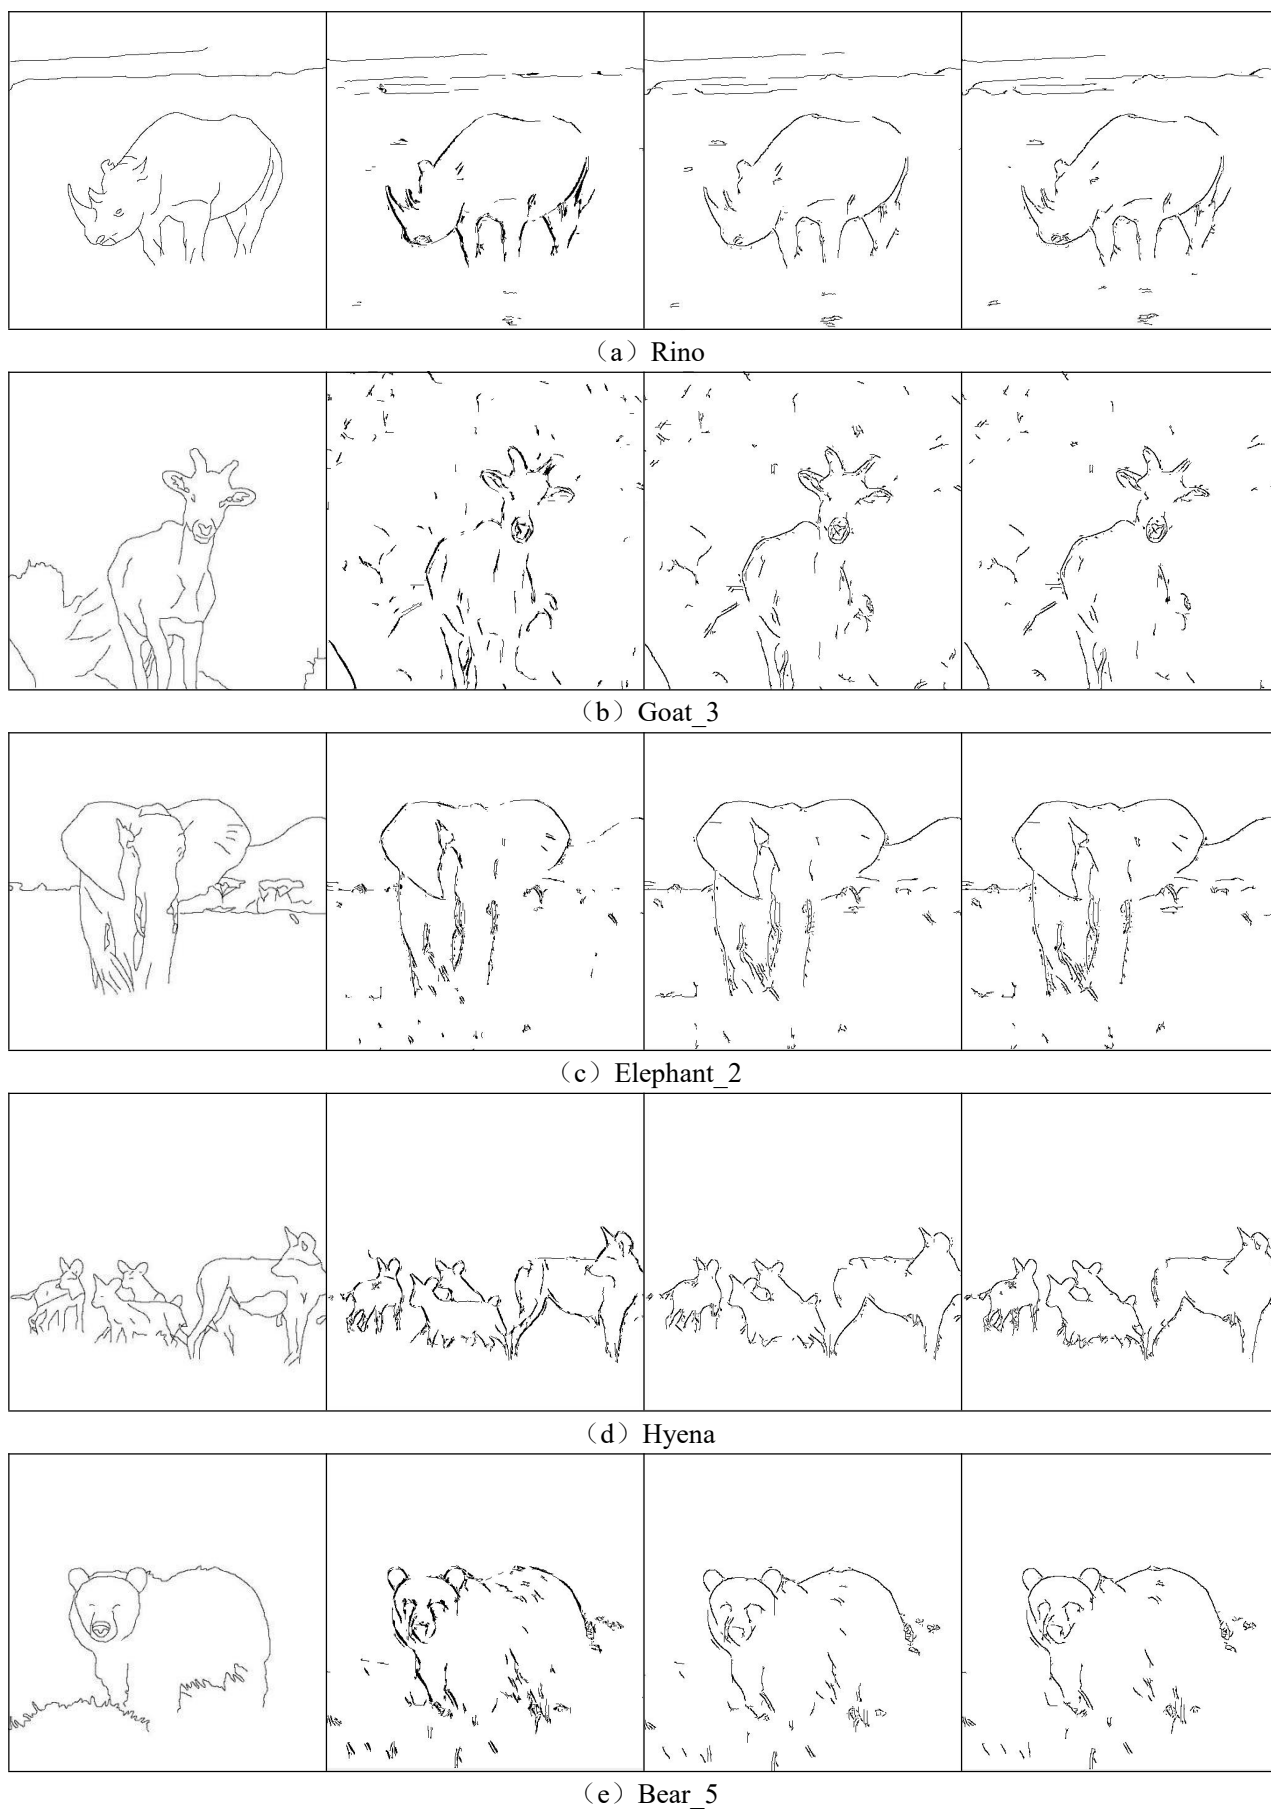 （a）Rino
（b）Goat_3
（c）Elephant_2
（d）Hyena
（e）Bear_5